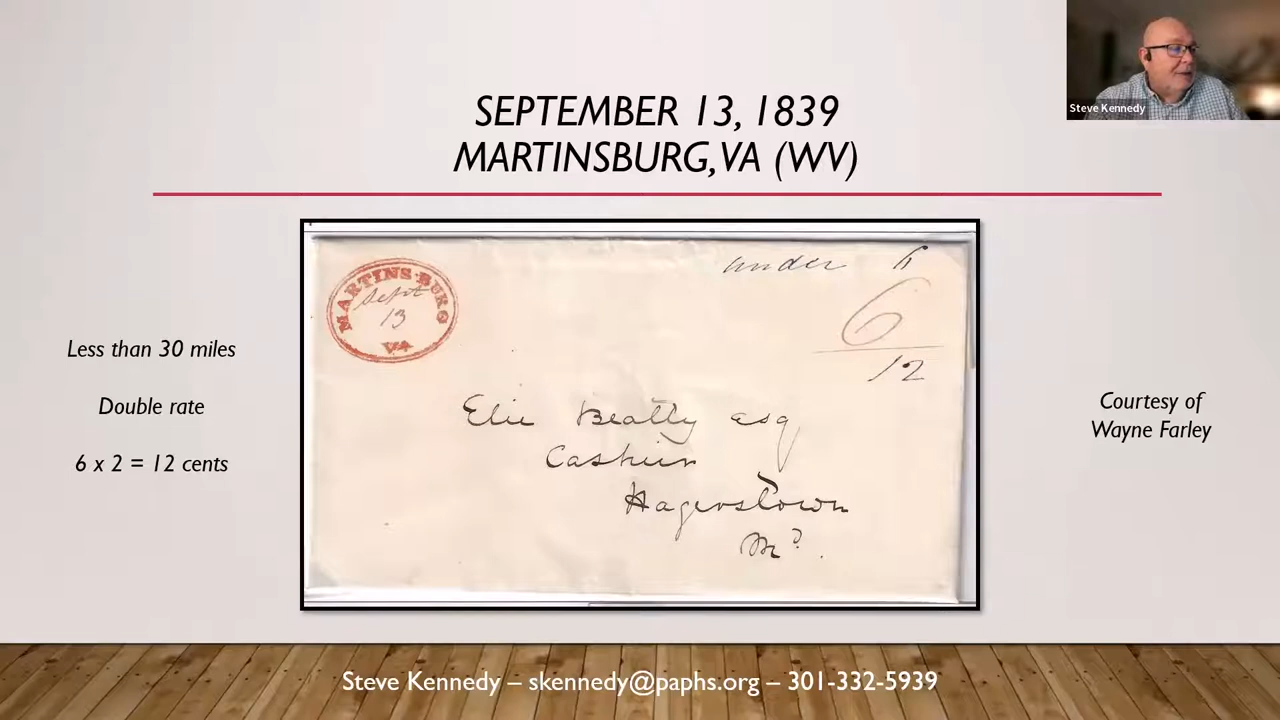 Steve Kennedy
SEPTEMBER 13, 1839
MARTINSBURG, VA (WV)
Less than 30 miles
Double rate
6 x 2 = 12 cents
MARTINSBURG
Sept
13
VA
under
6
12
Elie Beatty esq
Cashier
Hagerstown
Md.
Courtesy of
Wayne Farley
Steve Kennedy – skennedy@paphs.org – 301-332-5939